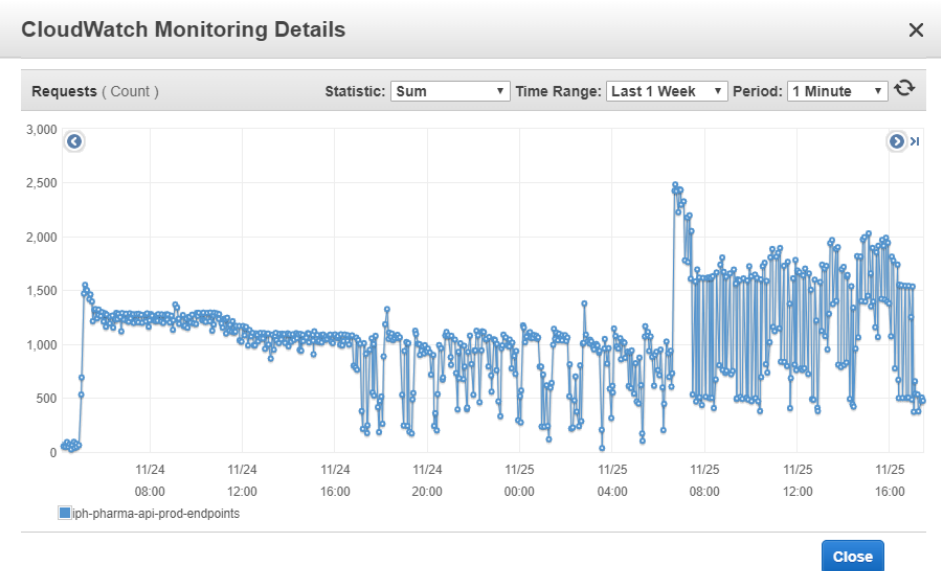 CloudWatch Monitoring Details ×
Requests ( Count ) Statistic: Sum Time Range: Last 1 Week Period: 1 Minute
3,000
2,500
2,000
1,500
1,000
500
0
11/24 11/24 11/24 11/24 11/25 11/25 11/25 11/25 11/25
08:00 12:00 16:00 20:00 00:00 04:00 08:00 12:00 16:00
iph-pharma-api-prod-endpoints
Close